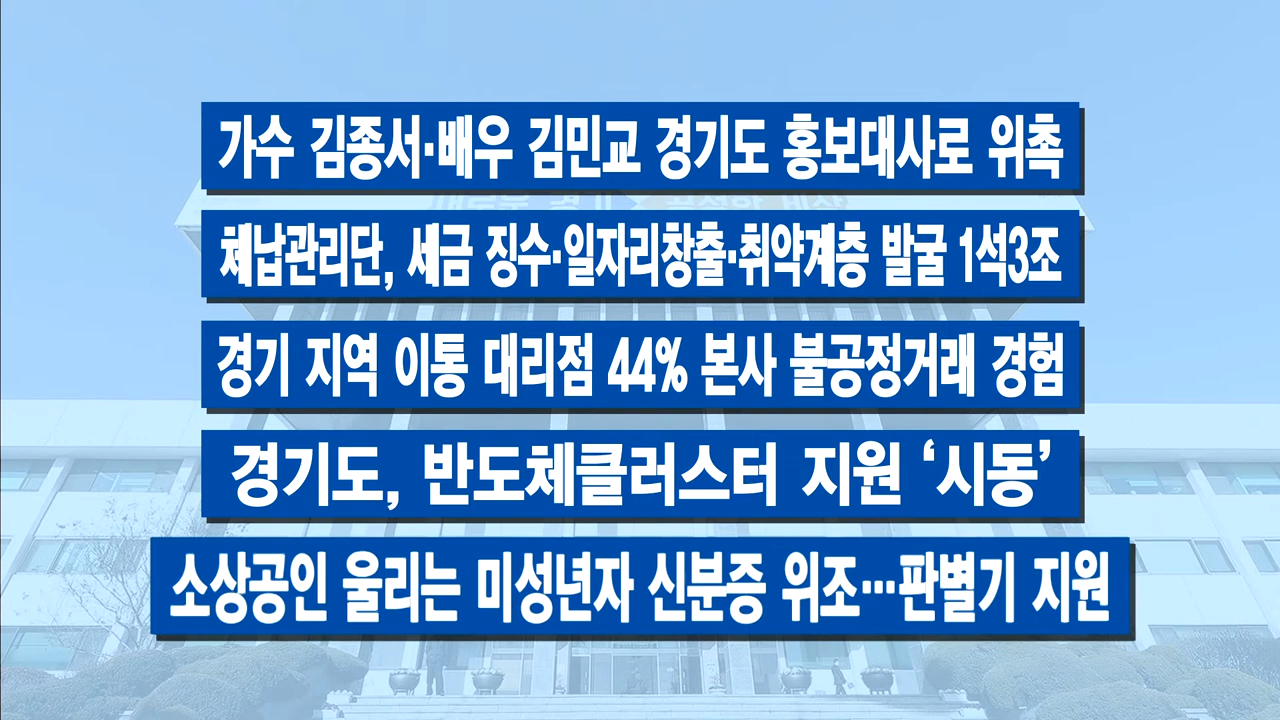 가수 김종서·배우 김민교 경기도 홍보대사로 위촉
체납관리단, 세금 징수·일자리창출·취약계층 발굴 1석3조
경기 지역 이통 대리점 44% 본사 불공정거래 경험
경기도, 반도체클러스터 지원 ‘시동’
소상공인 울리는 미성년자 신분증 위조…판별기 지원